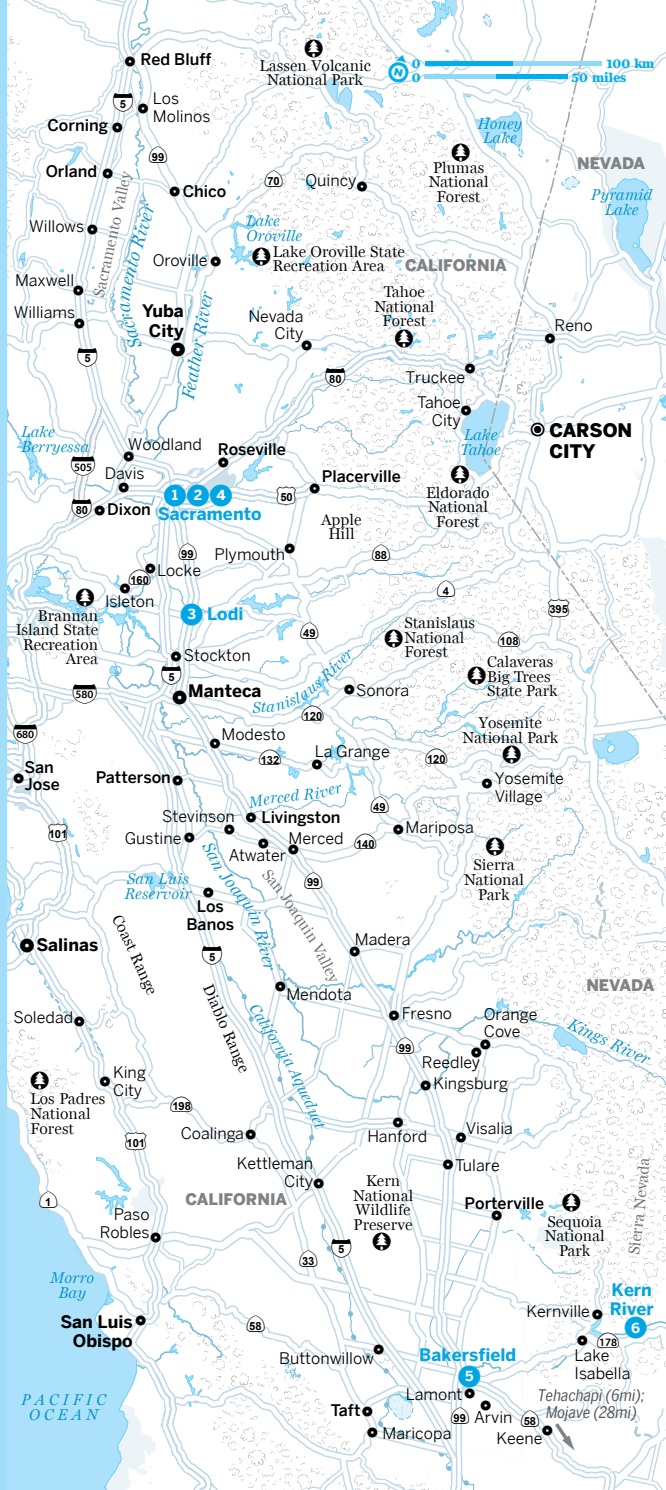 Red Bluff
Lassen Volcanic
National Park
N
0
100 km
0
50 miles
5
Los
Molinos
Corning
99
Honey
Lake
Plumas
National
Forest
NEVADA
Pyramid
Lake
Orland
Sacramento Valley
Chico
70
Quincy
Willows
Sacramento River
Lake
Oroville
Oroville
Lake Oroville State
Recreation Area
CALIFORNIA
Maxwell
Williams
Yuba
City
Feather River
Nevada
City
Tahoe
National
Forest
Reno
5
80
Truckee
Tahoe
City
Lake
Tahoe
CARSON
CITY
Lake
Berryessa
Woodland
Roseville
505
Davis
Placerville
80
Dixon
1
2
4
Sacramento
50
Eldorado
National
Forest
Apple
Hill
99
Plymouth
88
Locke
160
Isleton
4
395
Brannan
Island State
Recreation
Area
3
Lodi
49
Stanislaus
National
Forest
108
Stockton
5
Calaveras
Big Trees
State Park
580
Manteca
Stanislaus River
Sonora
120
680
Modesto
Yosemite
National Park
132
La Grange
120
San
Jose
Patterson
Yosemite
Village
Merced River
49
101
Stevinson
Livingston
Gustine
Atwater
Merced
140
Mariposa
Sierra
National
Park
San Joaquin River
San Luis
Reservoir
San Joaquin Valley
99
Los
Banos
Coast Range
Salinas
5
Madera
NEVADA
Diablo Range
Mendota
California Aqueduct
Soledad
Fresno
Orange
Cove
Kings River
99
Reedley
King
City
Kingsburg
Los Padres
National
Forest
198
101
Coalinga
Hanford
Visalia
Tulare
Kettleman
City
Kern
National
Wildlife
Preserve
CALIFORNIA
1
Porterville
Sequoia
National
Park
Sierra Nevada
Paso
Robles
5
33
Morro
Bay
Kern
River
6
Kernville
San Luis
Obispo
58
178
Lake
Isabella
Buttonwillow
Bakersfield
5
PACIFIC
OCEAN
Lamont
Tehachapi (6mi);
Mojave (28mi)
Taft
99
Arvin
58
Keene
Maricopa